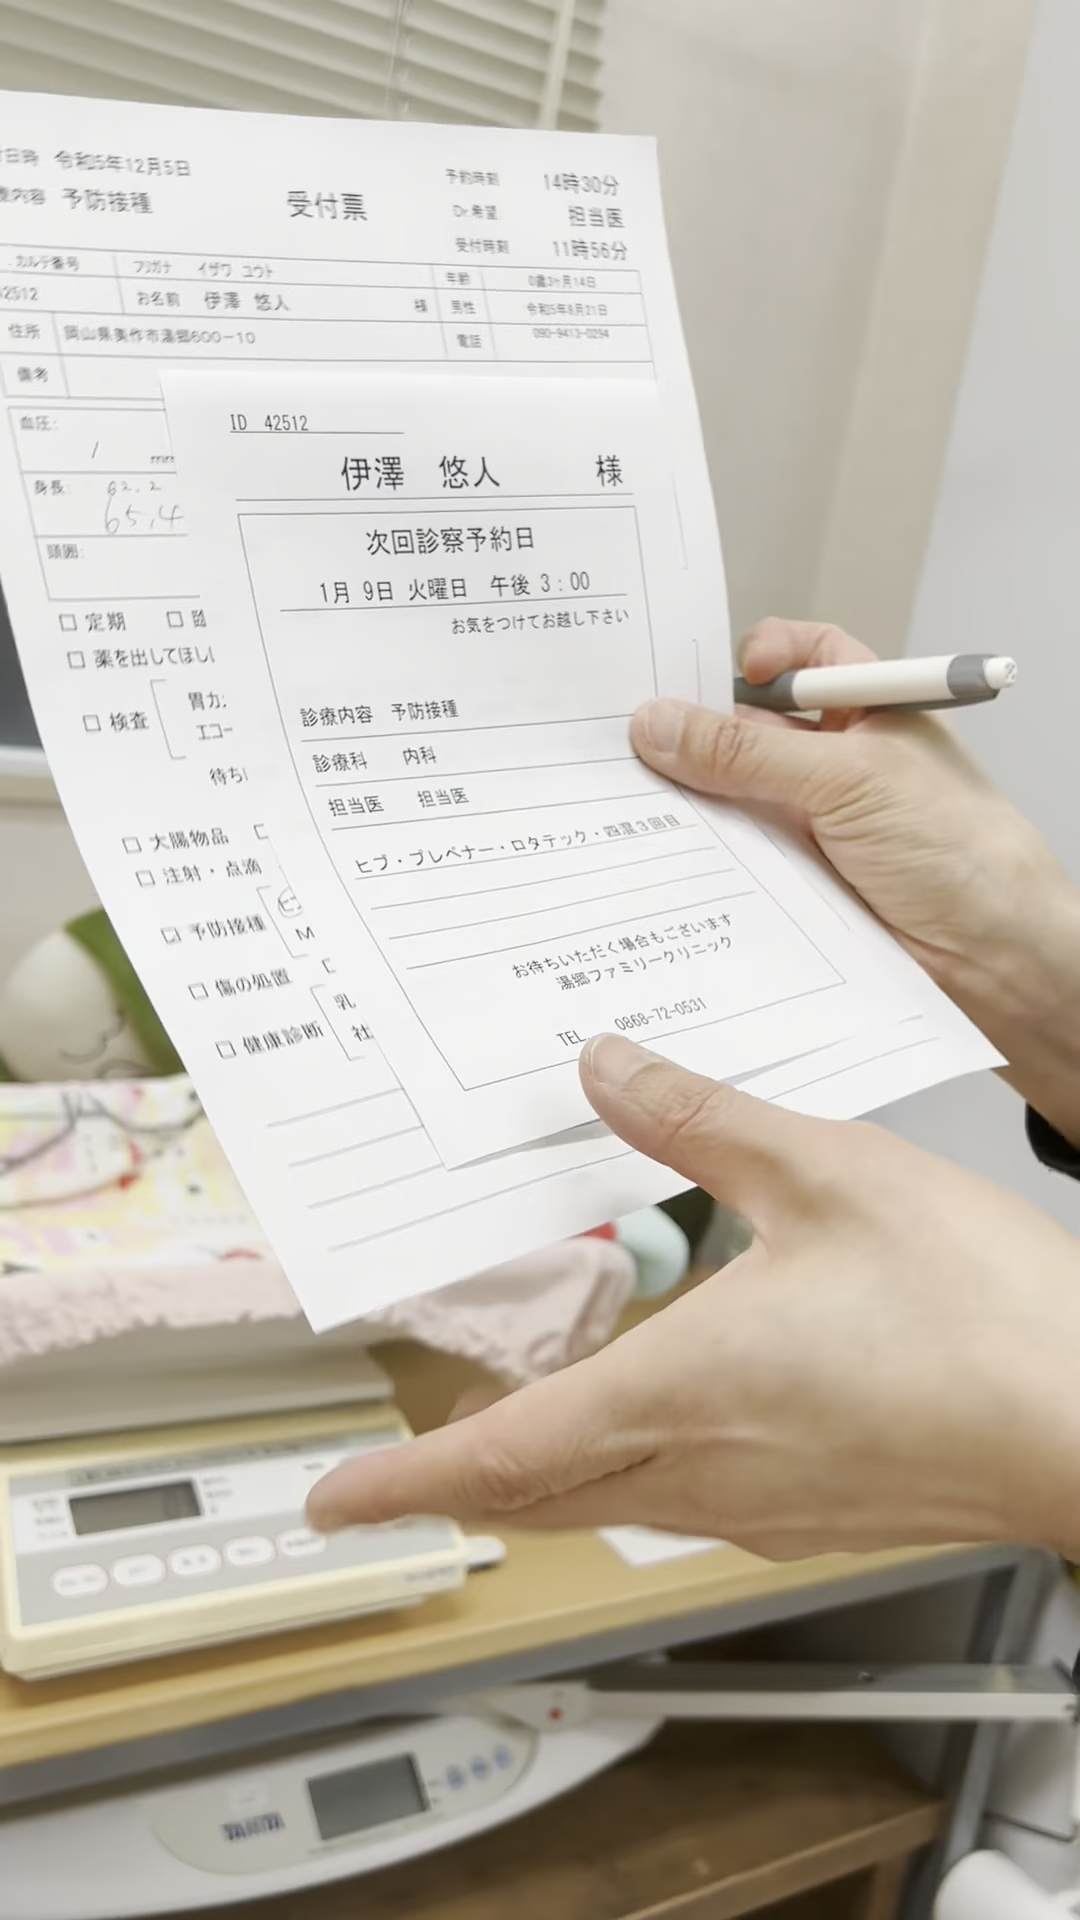 日時 令和5年12月5日
内容 予防接種
受付票
予約時刻 14時30分
Dr.希望 担当医
受付時刻 11時56分
カルテ番号 フリガナ イザワ ユウト 年齢 0歳3ヶ月14日
42512 お名前 伊澤 悠人 様 男性 令和5年8月21日
住所 岡山県美作市湯郷600-10 電話 090-9413-0294
備考
血圧:
/ mm
身長: 62.2
65.4
頭囲:
□ 定期 □
□ 薬を出してほし
□ 検査 胃カ
エコー
待ち
□ 大腸物品
□ 注射・点滴
☑ 予防接種 ヒ
M
□ 傷の処置
□ 健康診断 乳
社
ID 42512
伊澤 悠人 様
次回診察予約日
1月 9日 火曜日 午後 3:00
お気をつけてお越し下さい
診療内容 予防接種
診療科 内科
担当医 担当医
ヒブ・プレベナー・ロタテック・四混3回目
お待ちいただく場合もございます
湯郷ファミリークリニック
TEL 0868-72-0531
TANITA